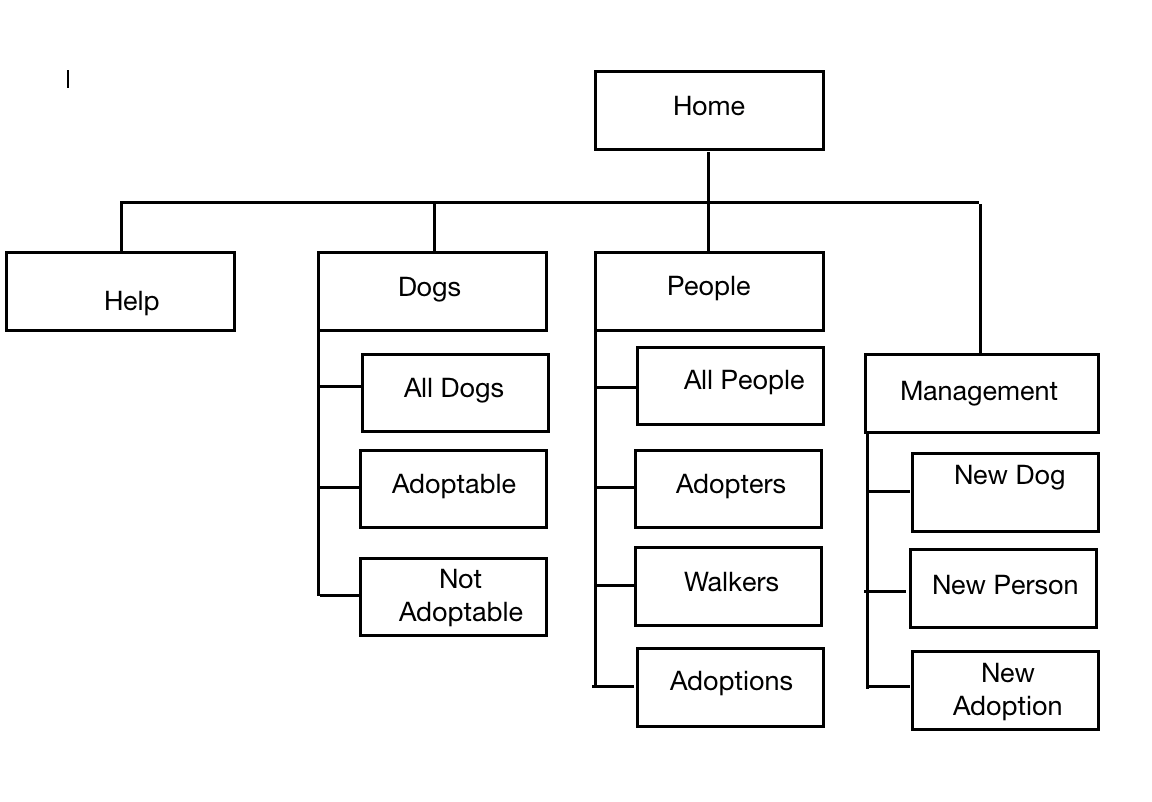 Home
Help
Dogs
People
All Dogs
All People
Management
Adoptable
Adopters
New Dog
Not
Adoptable
Walkers
New Person
Adoptions
New
Adoption